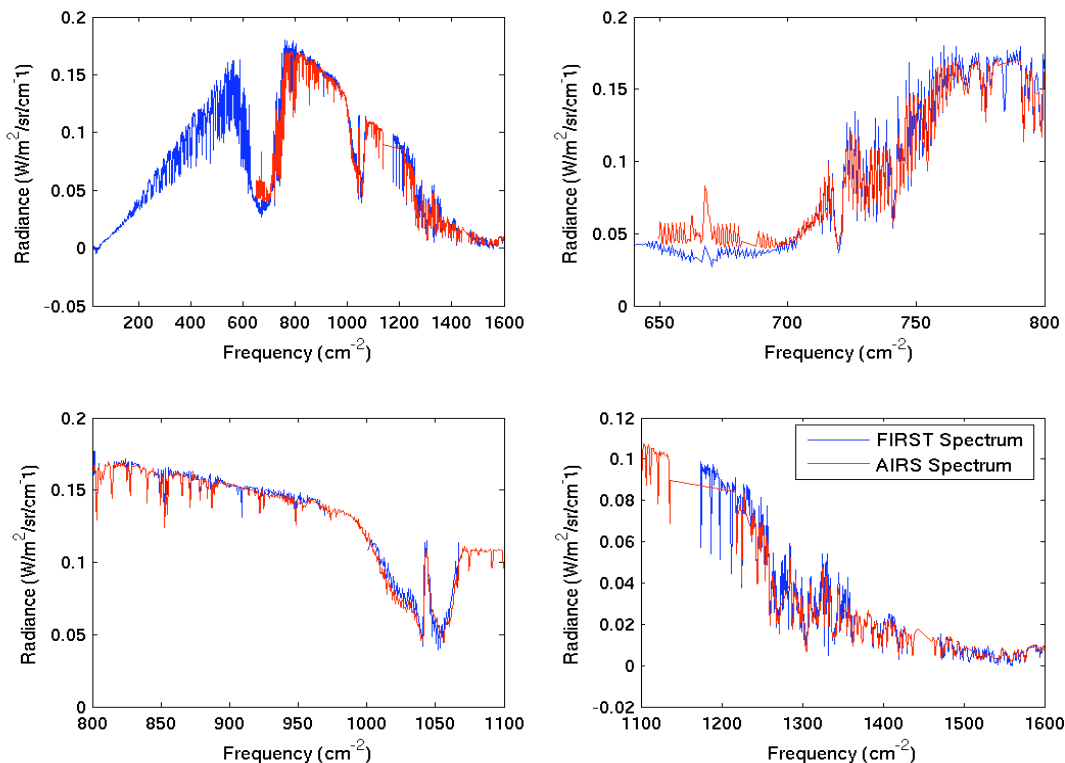 0.2
0.15
0.1
0.05
0
-0.05
200 400 600 800 1000 1200 1400 1600
Radiance (W/m²/sr/cm⁻¹)
Frequency (cm⁻²)
0.2
0.15
0.1
0.05
0
650 700 750 800
Radiance (W/m²/sr/cm⁻¹)
Frequency (cm⁻²)
0.2
0.15
0.1
0.05
0
800 850 900 950 1000 1050 1100
Radiance (W/m²/sr/cm⁻¹)
Frequency (cm⁻²)
0.12
0.1
0.08
0.06
0.04
0.02
0
-0.02
1100 1200 1300 1400 1500 1600
Radiance (W/m²/sr/cm⁻¹)
Frequency (cm⁻²)
FIRST Spectrum
AIRS Spectrum